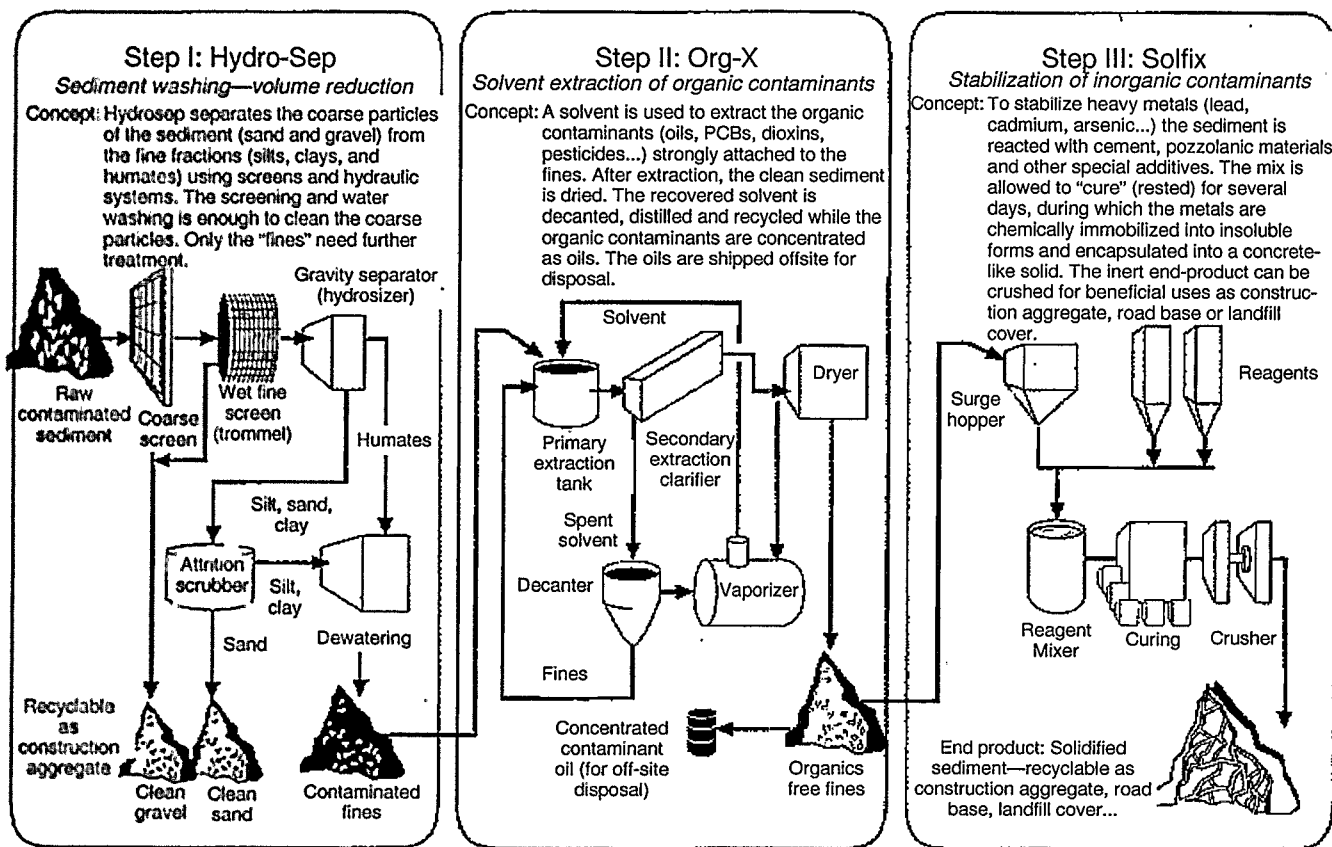 Step I: Hydro-Sep
Sediment washing—volume reduction
Concept: Hydrosep separates the coarse particles
of the sediment (sand and gravel) from
the fine fractions (silts, clays, and
humates) using screens and hydraulic
systems. The screening and water
washing is enough to clean the coarse
particles. Only the "fines" need further
treatment.
Gravity separator
(hydrosizer)
Raw
contaminated
sediment
Coarse
screen
Wet fine
screen
(trommel)
Humates
Silt, sand,
clay
Attrition
scrubber
Silt,
clay
Sand
Dewatering
Recyclable
as
construction
aggregate
Clean
gravel
Clean
sand
Contaminated
fines
Step II: Org-X
Solvent extraction of organic contaminants
Concept: A solvent is used to extract the organic
contaminants (oils, PCBs, dioxins,
pesticides...) strongly attached to the
fines. After extraction, the clean sediment
is dried. The recovered solvent is
decanted, distilled and recycled while the
organic contaminants are concentrated
as oils. The oils are shipped offsite for
disposal.
Solvent
Dryer
Primary
extraction
tank
Secondary
extraction
clarifier
Spent
solvent
Decanter
Vaporizer
Fines
Concentrated
contaminant
oil (for off-site
disposal)
Organics
free fines
Step III: Solfix
Stabilization of inorganic contaminants
Concept: To stabilize heavy metals (lead,
cadmium, arsenic...) the sediment is
reacted with cement, pozzolanic materials
and other special additives. The mix is
allowed to "cure" (rested) for several
days, during which the metals are
chemically immobilized into insoluble
forms and encapsulated into a concrete-
like solid. The inert end-product can be
crushed for beneficial uses as construc-
tion aggregate, road base or landfill
cover.
Reagents
Surge
hopper
Reagent
Mixer
Curing
Crusher
End product: Solidified
sediment—recyclable as
construction aggregate, road
base, landfill cover...